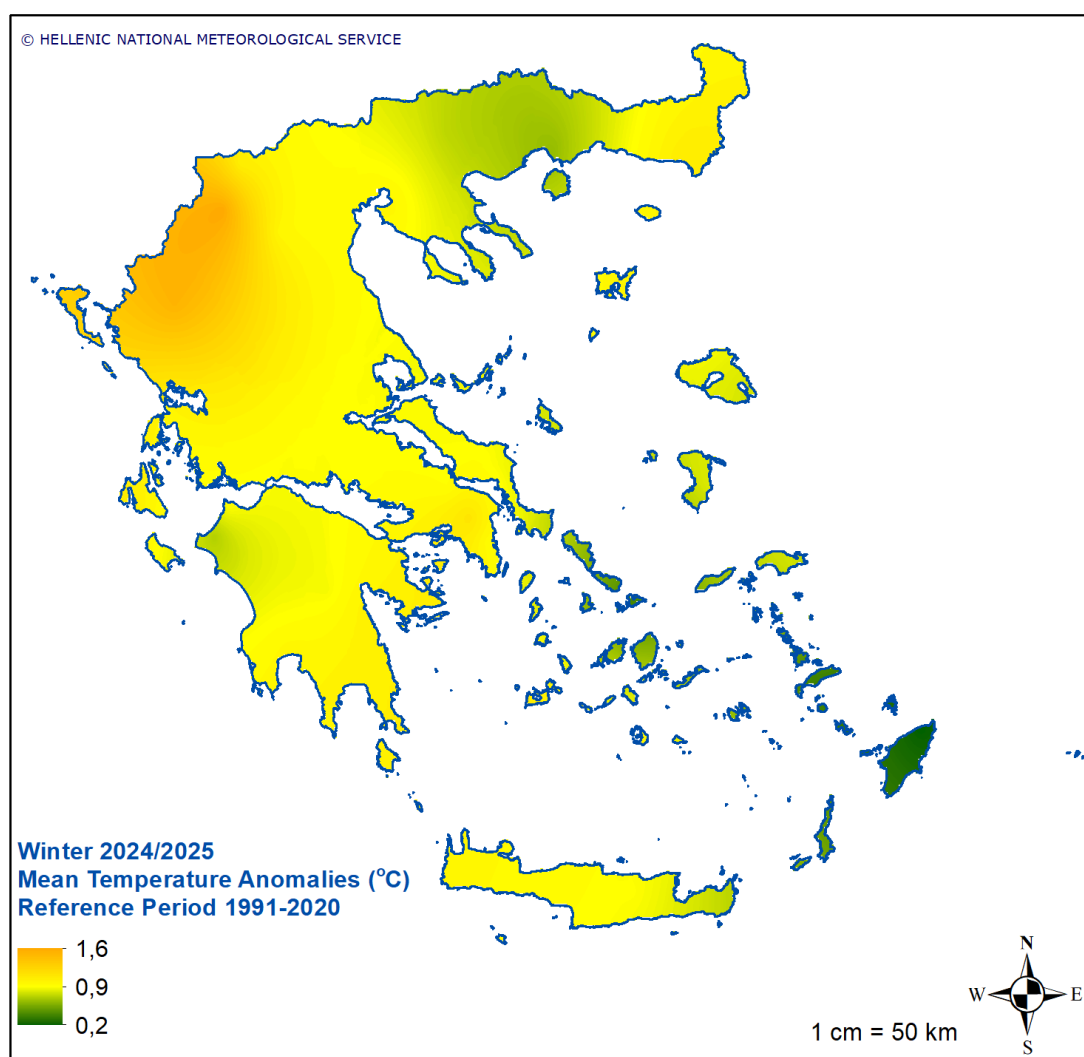 © HELLENIC NATIONAL METEOROLOGICAL SERVICE
Winter 2024/2025
Mean Temperature Anomalies (°C)
Reference Period 1991-2020
1,6
0,9
0,2
N
W E
S
1 cm = 50 km